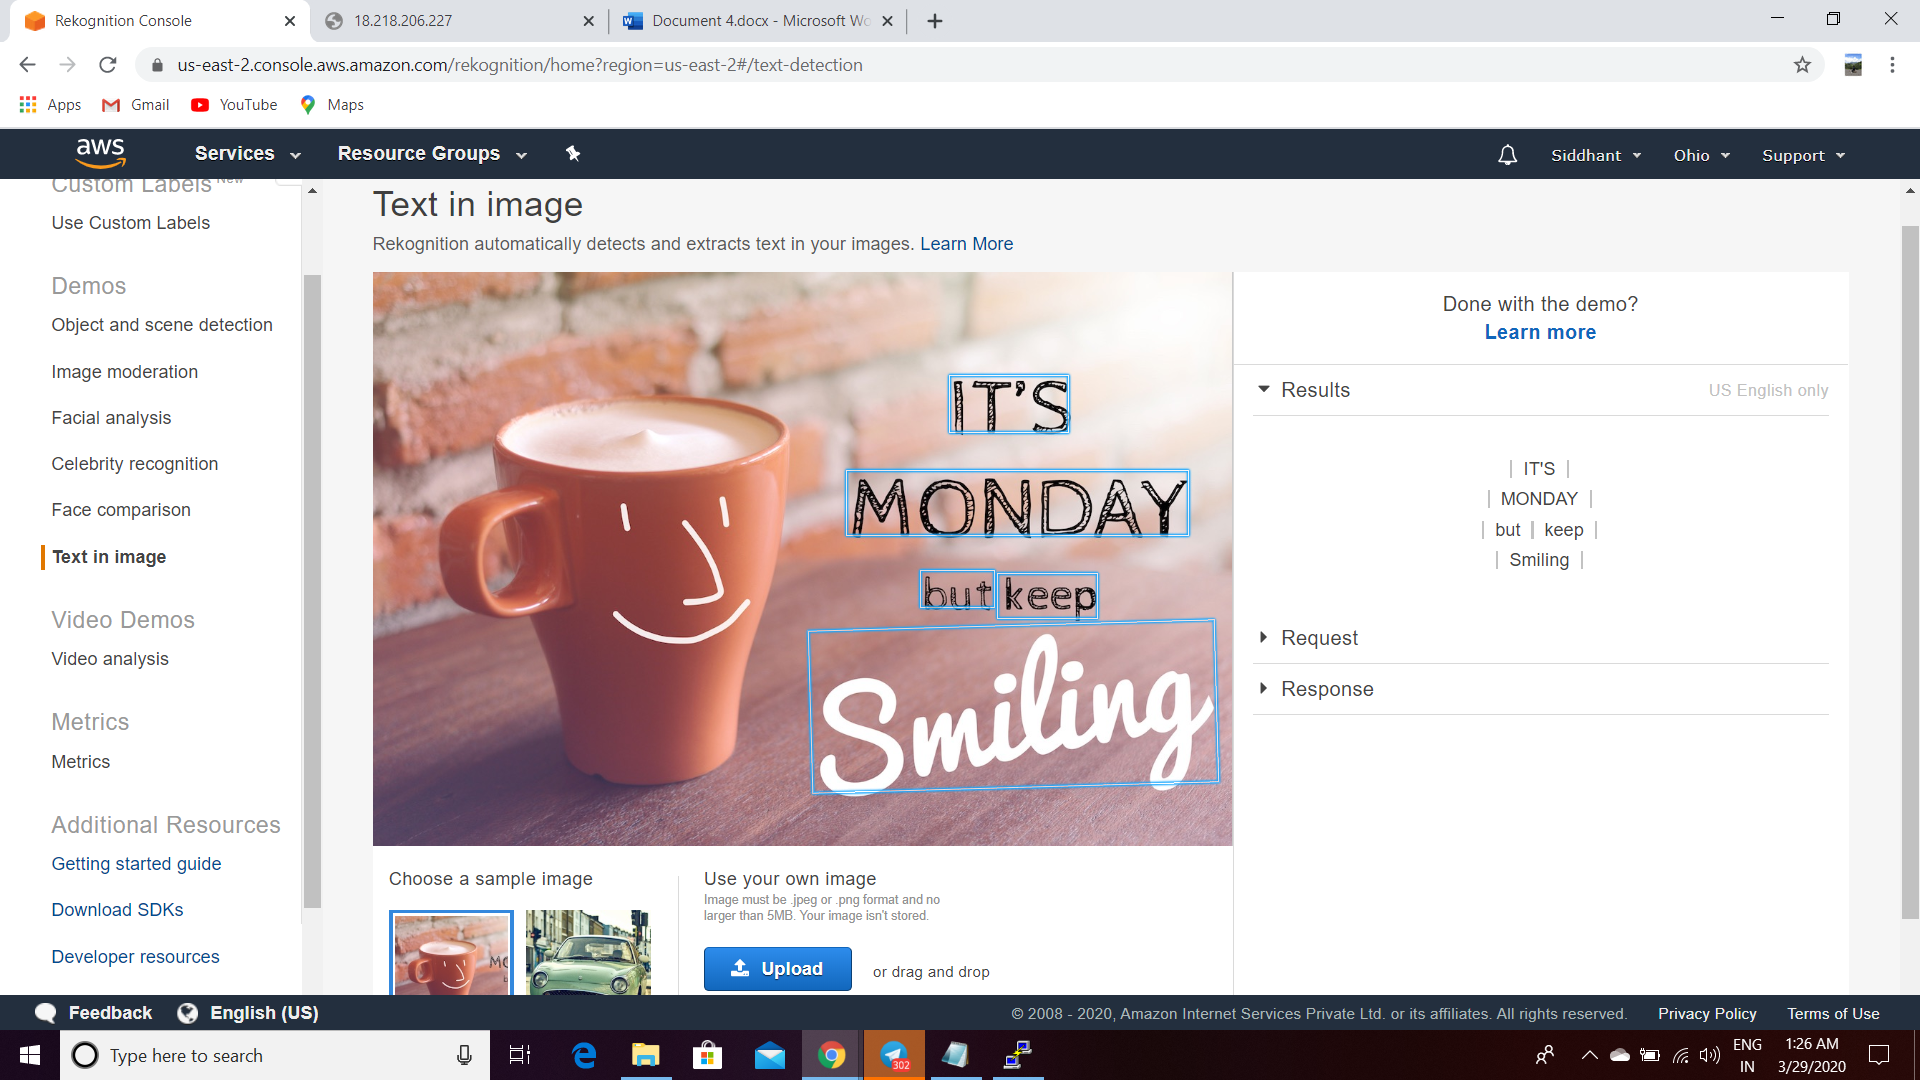 Rekognition Console
18.218.206.227
Document 4.docx - Microsoft Wo
us-east-2.console.aws.amazon.com/rekognition/home?region=us-east-2#/text-detection
Apps Gmail YouTube Maps
aws Services Resource Groups Siddhant Ohio Support
Custom Labels New
Use Custom Labels
Demos
Object and scene detection
Image moderation
Facial analysis
Celebrity recognition
Face comparison
Text in image
Video Demos
Video analysis
Metrics
Metrics
Additional Resources
Getting started guide
Download SDKs
Developer resources
Text in image
Rekognition automatically detects and extracts text in your images. Learn More
IT'S
MONDAY
but keep
Smiling
Choose a sample image
Use your own image
Image must be .jpeg or .png format and no
larger than 5MB. Your image isn't stored.
Upload or drag and drop
Done with the demo?
Learn more
Results US English only
| IT'S |
| MONDAY |
| but | keep |
| Smiling |
Request
Response
Feedback English (US)
© 2008 - 2020, Amazon Internet Services Private Ltd. or its affiliates. All rights reserved. Privacy Policy Terms of Use
Type here to search
302
ENG
IN
1:26 AM
3/29/2020